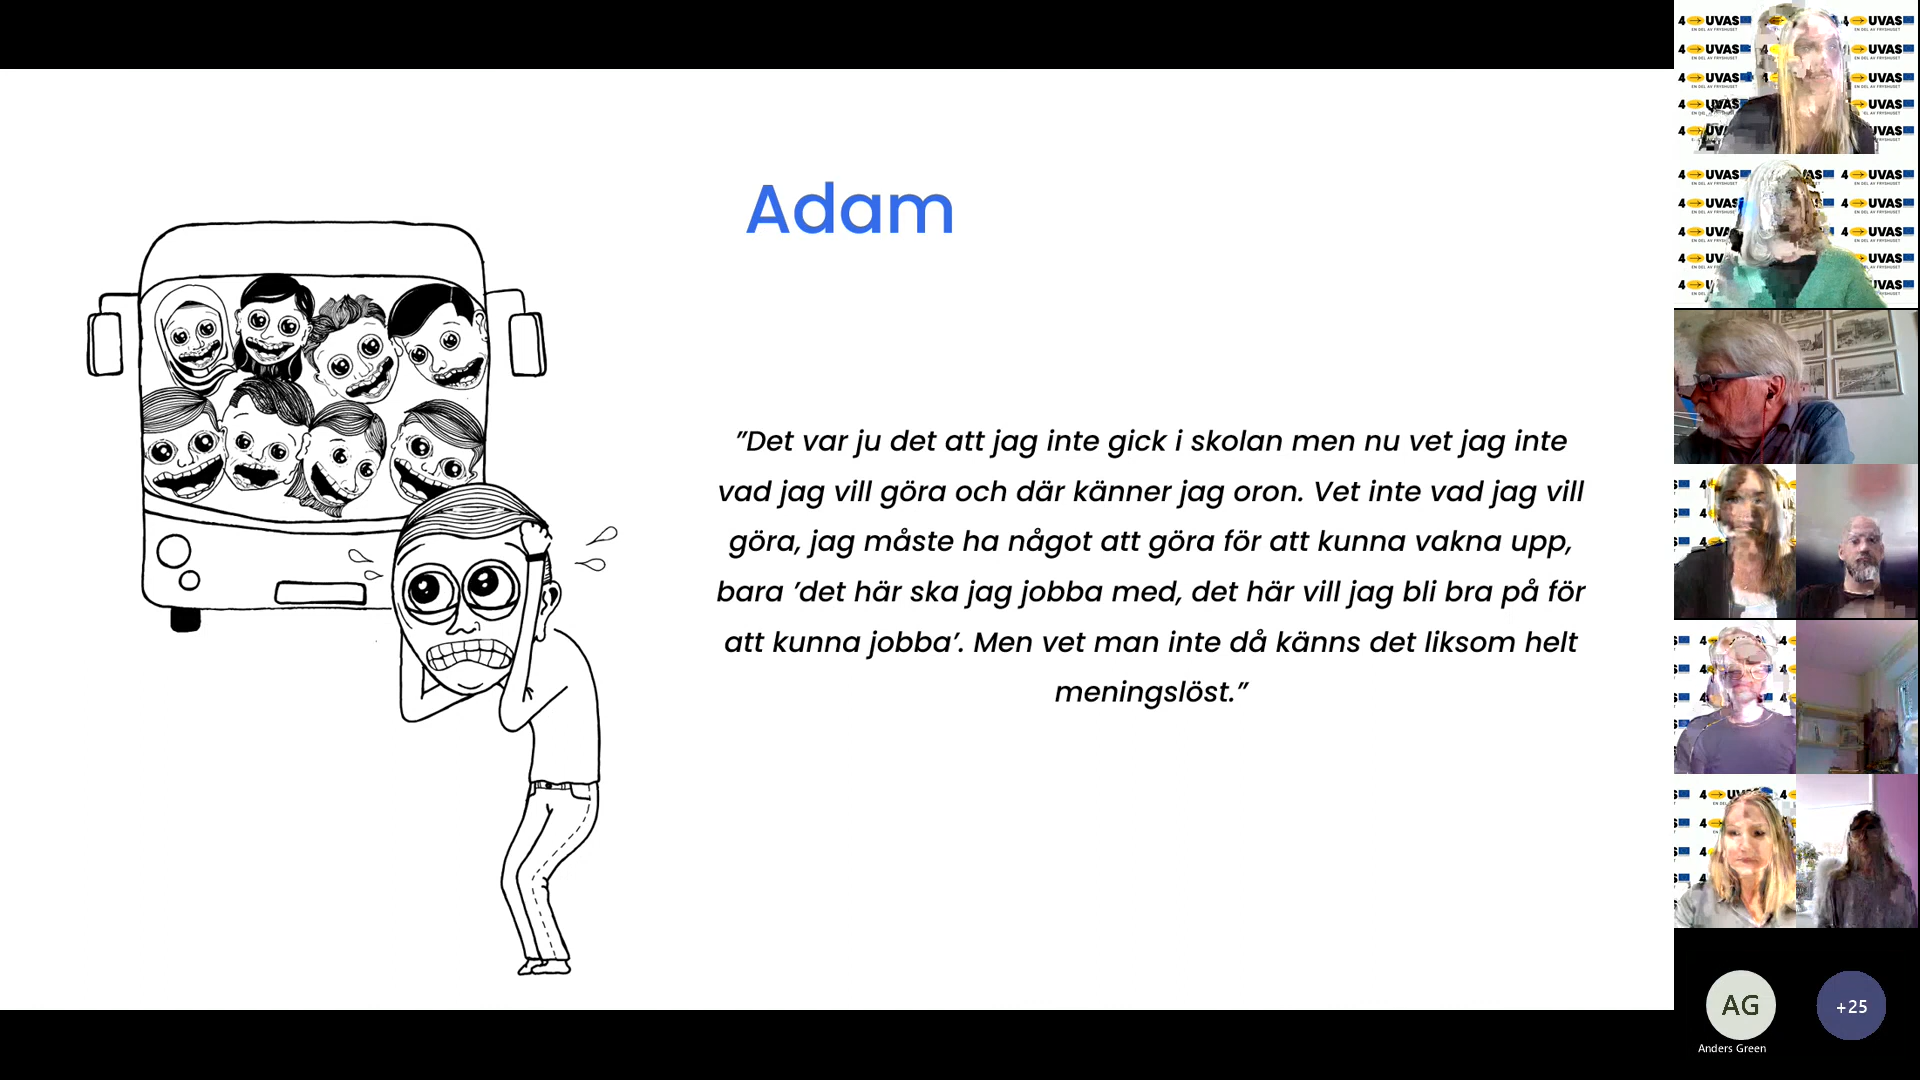 Adam
”Det var ju det att jag inte gick i skolan men nu vet jag inte
vad jag vill göra och där känner jag oron. Vet inte vad jag vill
göra, jag måste ha något att göra för att kunna vakna upp,
bara ’det här ska jag jobba med, det här vill jag bli bra på för
att kunna jobba’. Men vet man inte då känns det liksom helt
meningslöst.”
4 UVAS
EN DEL AV FRYSHUSET
AG
Anders Green
+25